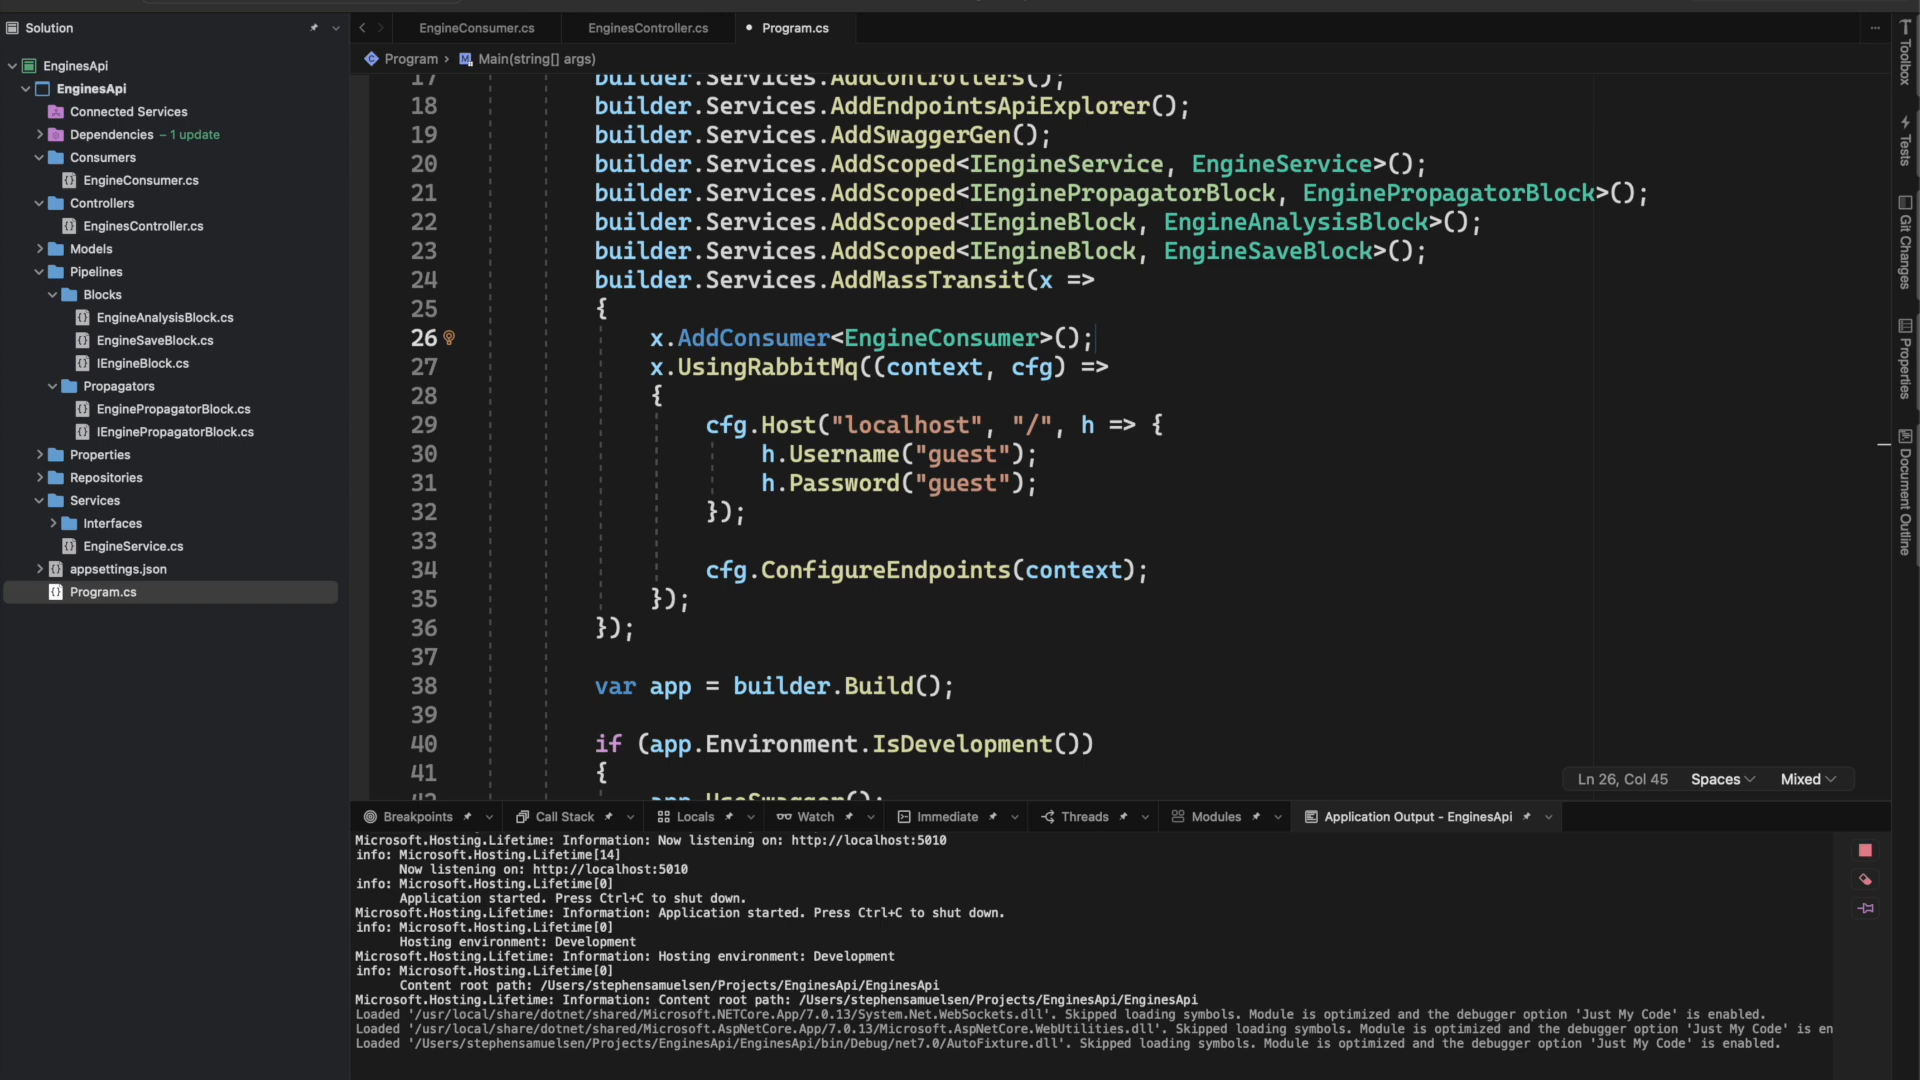 Solution
EnginesApi
EnginesApi
Connected Services
Dependencies – 1 update
Consumers
EngineConsumer.cs
Controllers
EnginesController.cs
Models
Pipelines
Blocks
EngineAnalysisBlock.cs
EngineSaveBlock.cs
IEngineBlock.cs
Propagators
EnginePropagatorBlock.cs
IEnginePropagatorBlock.cs
Properties
Repositories
Services
Interfaces
EngineService.cs
appsettings.json
Program.cs
EngineConsumer.cs
EnginesController.cs
Program.cs
Program › Main(string[] args)
17 builder.Services.AddControllers();
18 builder.Services.AddEndpointsApiExplorer();
19 builder.Services.AddSwaggerGen();
20 builder.Services.AddScoped<IEngineService, EngineService>();
21 builder.Services.AddScoped<IEnginePropagatorBlock, EnginePropagatorBlock>();
22 builder.Services.AddScoped<IEngineBlock, EngineAnalysisBlock>();
23 builder.Services.AddScoped<IEngineBlock, EngineSaveBlock>();
24 builder.Services.AddMassTransit(x =>
25 {
26 x.AddConsumer<EngineConsumer>();
27 x.UsingRabbitMq((context, cfg) =>
28 {
29 cfg.Host("localhost", "/", h => {
30 h.Username("guest");
31 h.Password("guest");
32 });
33
34 cfg.ConfigureEndpoints(context);
35 });
36 });
37
38 var app = builder.Build();
39
40 if (app.Environment.IsDevelopment())
41 {
42 app.UseSwagger();
Ln 26, Col 45 Spaces Mixed
Toolbox
Tests
Git Changes
Properties
Document Outline
Breakpoints
Call Stack
Locals
Watch
Immediate
Threads
Modules
Application Output - EnginesApi
Microsoft.Hosting.Lifetime: Information: Now listening on: http://localhost:5010
info: Microsoft.Hosting.Lifetime[14]
Now listening on: http://localhost:5010
info: Microsoft.Hosting.Lifetime[0]
Application started. Press Ctrl+C to shut down.
Microsoft.Hosting.Lifetime: Information: Application started. Press Ctrl+C to shut down.
info: Microsoft.Hosting.Lifetime[0]
Hosting environment: Development
Microsoft.Hosting.Lifetime: Information: Hosting environment: Development
info: Microsoft.Hosting.Lifetime[0]
Content root path: /Users/stephensamuelsen/Projects/EnginesApi/EnginesApi
Microsoft.Hosting.Lifetime: Information: Content root path: /Users/stephensamuelsen/Projects/EnginesApi/EnginesApi
Loaded '/usr/local/share/dotnet/shared/Microsoft.NETCore.App/7.0.13/System.Net.WebSockets.dll'. Skipped loading symbols. Module is optimized and the debugger option 'Just My Code' is enabled.
Loaded '/usr/local/share/dotnet/shared/Microsoft.AspNetCore.App/7.0.13/Microsoft.AspNetCore.WebUtilities.dll'. Skipped loading symbols. Module is optimized and the debugger option 'Just My Code' is en
Loaded '/Users/stephensamuelsen/Projects/EnginesApi/EnginesApi/bin/Debug/net7.0/AutoFixture.dll'. Skipped loading symbols. Module is optimized and the debugger option 'Just My Code' is enabled.